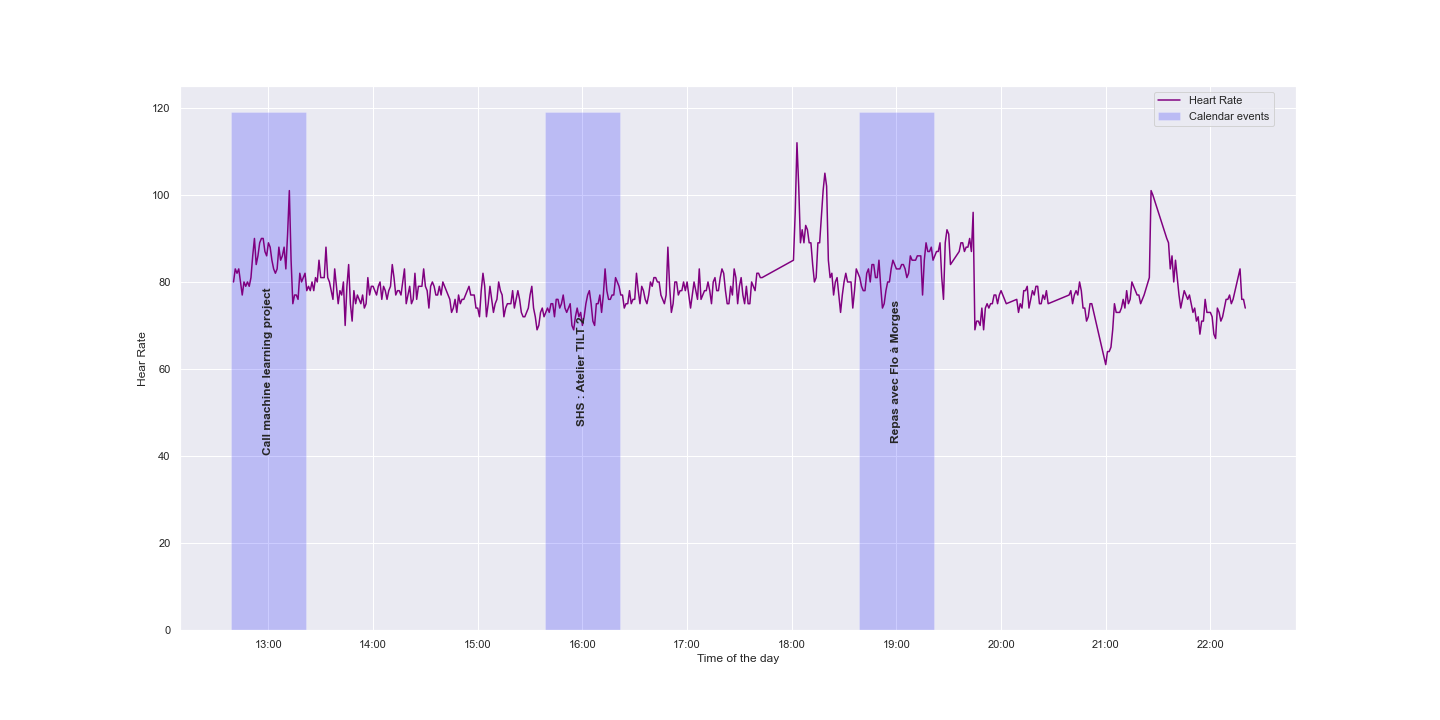 Heart Rate
Calendar events
120
100
80
60
40
20
0
Hear Rate
Call machine learning project
SHS : Atelier TILT 2
Repas avec Flo à Morges
13:00 14:00 15:00 16:00 17:00 18:00 19:00 20:00 21:00 22:00
Time of the day